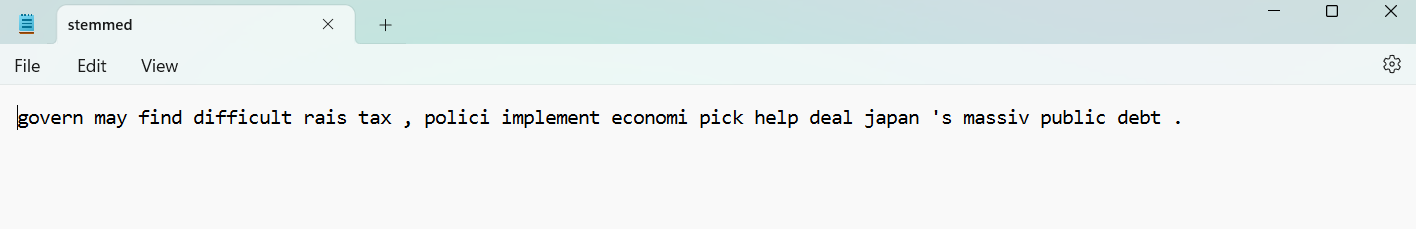 stemmed
File Edit View
govern may find difficult rais tax , polici implement economi pick help deal japan 's massiv public debt .